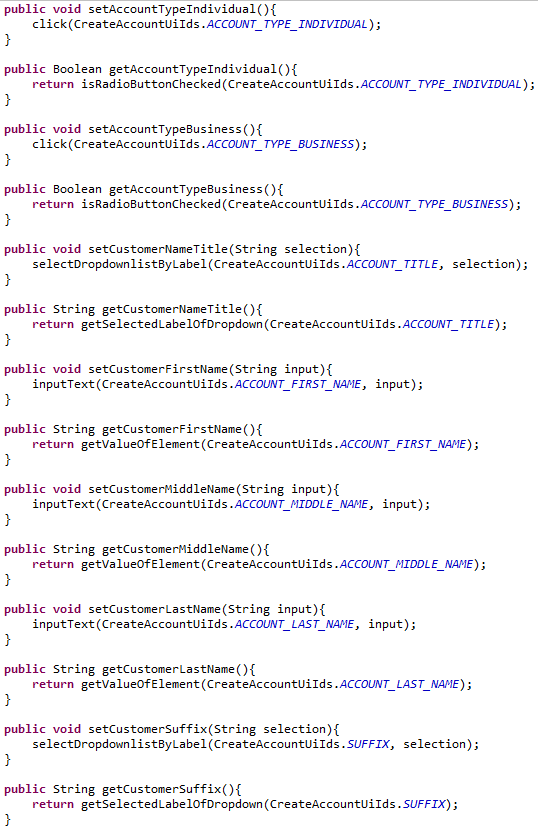 public void setAccountTypeIndividual(){
    click(CreateAccountUiIds.ACCOUNT_TYPE_INDIVIDUAL);
}

public Boolean getAccountTypeIndividual(){
    return isRadioButtonChecked(CreateAccountUiIds.ACCOUNT_TYPE_INDIVIDUAL);
}

public void setAccountTypeBusiness(){
    click(CreateAccountUiIds.ACCOUNT_TYPE_BUSINESS);
}

public Boolean getAccountTypeBusiness(){
    return isRadioButtonChecked(CreateAccountUiIds.ACCOUNT_TYPE_BUSINESS);
}

public void setCustomerNameTitle(String selection){
    selectDropdownlistByLabel(CreateAccountUiIds.ACCOUNT_TITLE, selection);
}

public String getCustomerNameTitle(){
    return getSelectedLabelOfDropdown(CreateAccountUiIds.ACCOUNT_TITLE);
}

public void setCustomerFirstName(String input){
    inputText(CreateAccountUiIds.ACCOUNT_FIRST_NAME, input);
}

public String getCustomerFirstName(){
    return getValueOfElement(CreateAccountUiIds.ACCOUNT_FIRST_NAME);
}

public void setCustomerMiddleName(String input){
    inputText(CreateAccountUiIds.ACCOUNT_MIDDLE_NAME, input);
}

public String getCustomerMiddleName(){
    return getValueOfElement(CreateAccountUiIds.ACCOUNT_MIDDLE_NAME);
}

public void setCustomerLastName(String input){
    inputText(CreateAccountUiIds.ACCOUNT_LAST_NAME, input);
}

public String getCustomerLastName(){
    return getValueOfElement(CreateAccountUiIds.ACCOUNT_LAST_NAME);
}

public void setCustomerSuffix(String selection){
    selectDropdownlistByLabel(CreateAccountUiIds.SUFFIX, selection);
}

public String getCustomerSuffix(){
    return getSelectedLabelOfDropdown(CreateAccountUiIds.SUFFIX);
}